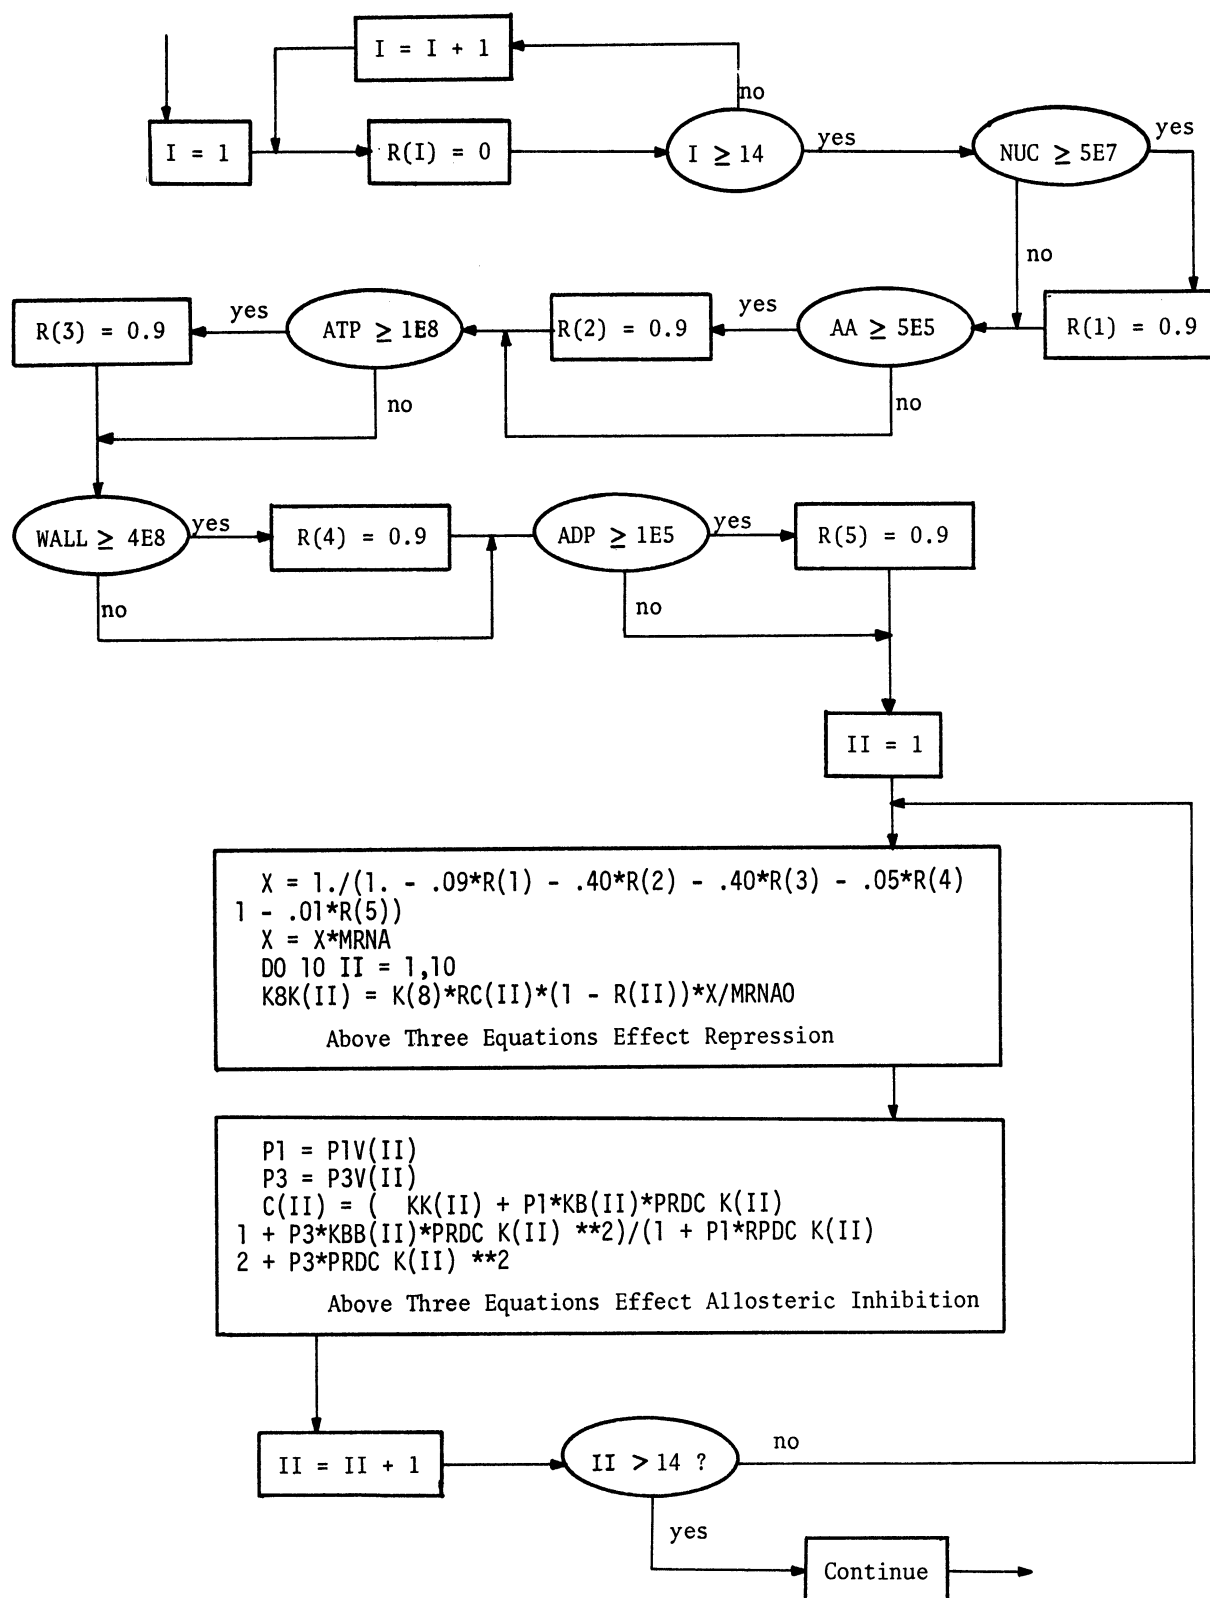 I = I + 1
no
I = 1
R(I) = 0
I ≥ 14
yes
NUC ≥ 5E7
yes
no
R(3) = 0.9
yes
ATP ≥ 1E8
R(2) = 0.9
yes
AA ≥ 5E5
R(1) = 0.9
no
no
WALL ≥ 4E8
yes
R(4) = 0.9
ADP ≥ 1E5
yes
R(5) = 0.9
no
no
II = 1
X = 1./(1. - .09*R(1) - .40*R(2) - .40*R(3) - .05*R(4)
1 - .01*R(5))
X = X*MRNA
DO 10 II = 1,10
K8K(II) = K(8)*RC(II)*(1 - R(II))*X/MRNAO
Above Three Equations Effect Repression
P1 = P1V(II)
P3 = P3V(II)
C(II) = ( KK(II) + P1*KB(II)*PRDC K(II)
1 + P3*KBB(II)*PRDC K(II) **2)/(1 + P1*RPDC K(II)
2 + P3*PRDC K(II) **2
Above Three Equations Effect Allosteric Inhibition
II = II + 1
II > 14 ?
no
yes
Continue